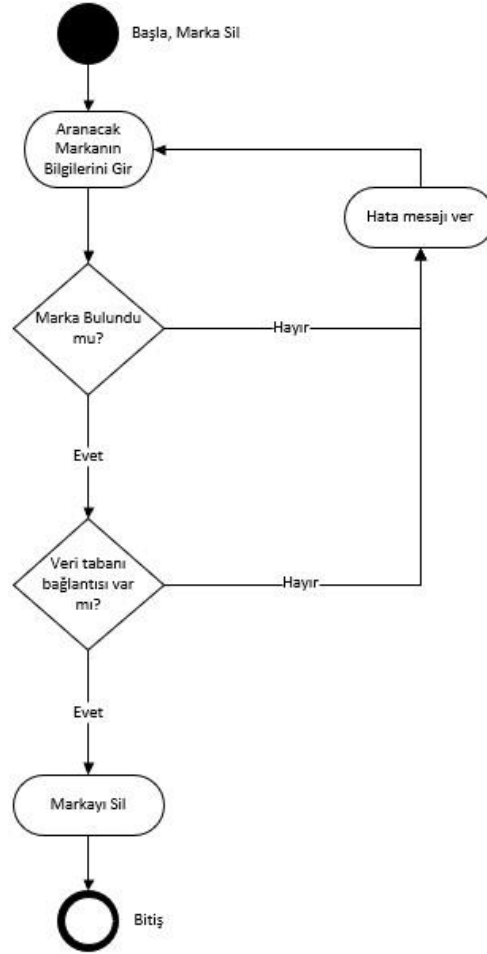 Başla, Marka Sil
Aranacak
Markanın
Bilgilerini Gir
Hata mesajı ver
Marka Bulundu
mu?
Hayır
Evet
Veri tabanı
bağlantısı var
mı?
Hayır
Evet
Markayı Sil
Bitiş